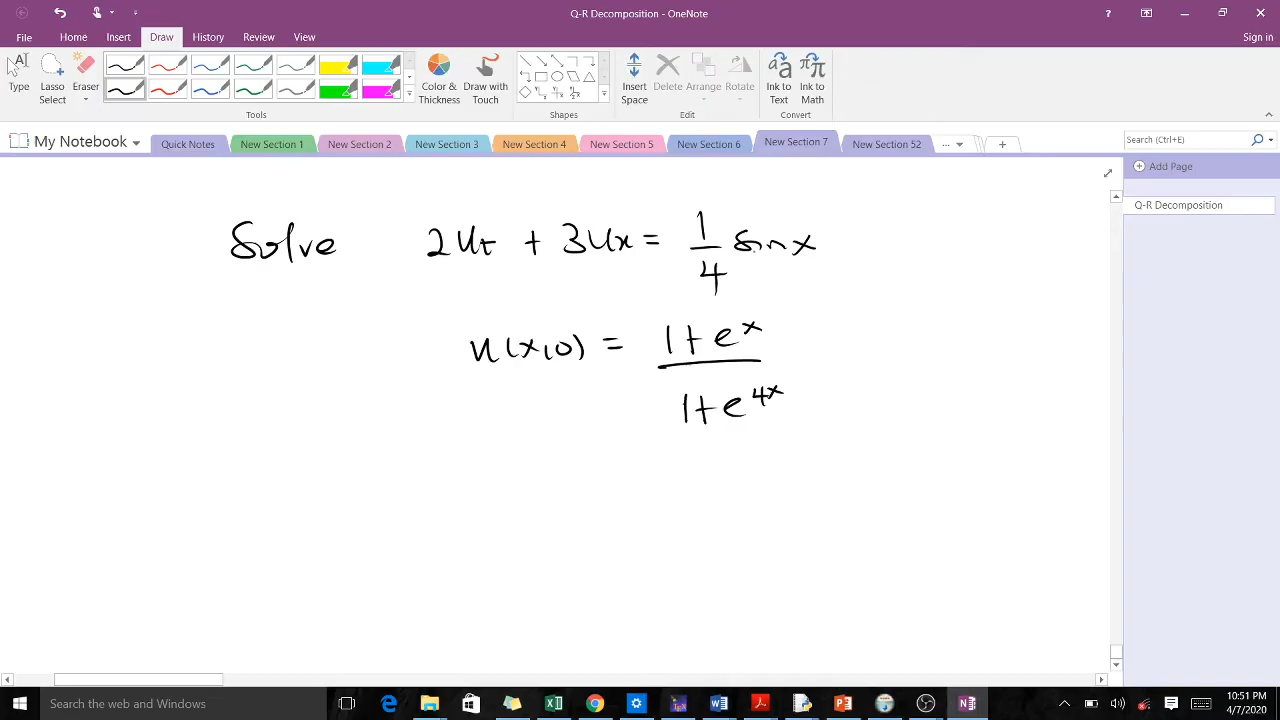 Q-R Decomposition - OneNote
?
File Home Insert Draw History Review View Sign in
Type Lasso Select Eraser Color & Thickness Draw with Touch Insert Space Delete Arrange Rotate Ink to Text Ink to Math
Tools Shapes Edit Convert
My Notebook Quick Notes New Section 1 New Section 2 New Section 3 New Section 4 New Section 5 New Section 6 New Section 7 New Section 52 ... + Search (Ctrl+E)
Add Page
Q-R Decomposition
Solve 2Ut + 3Ux = 1/4 sinx
u(x,0) = 1+e^x / 1+e^4x
Search the web and Windows
10:51 PM
4/7/2020